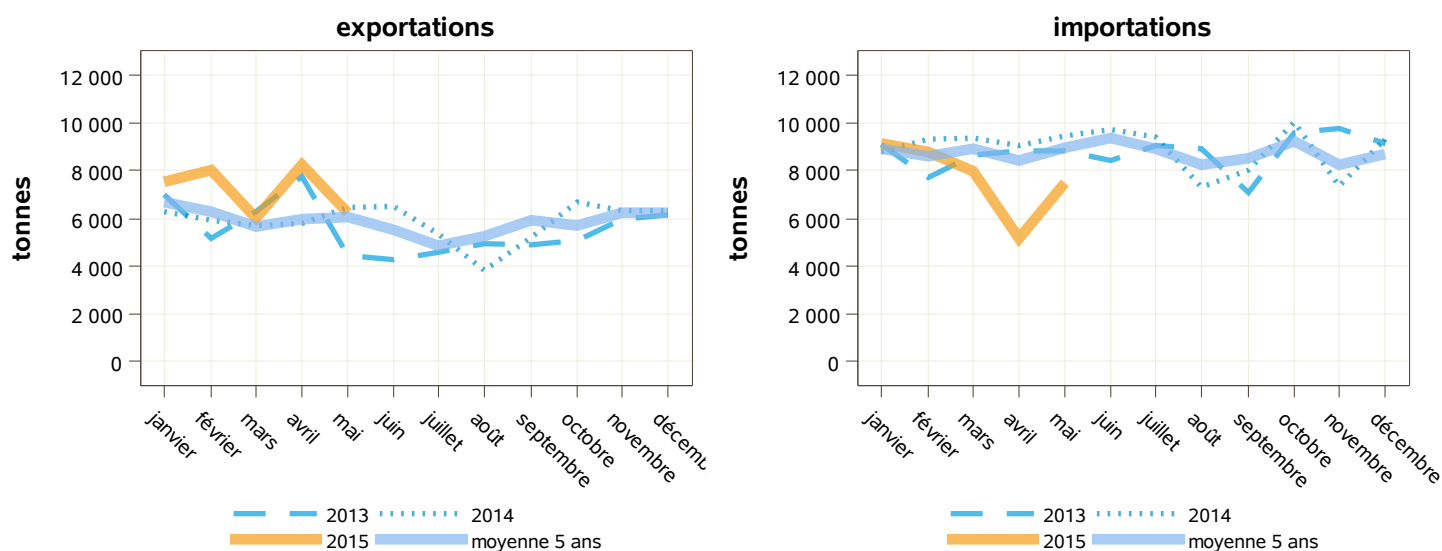 exportations
tonnes
12 000
10 000
8 000
6 000
4 000
2 000
0
janvier
février
mars
avril
mai
juin
juillet
août
septembre
octobre
novembre
décemb
2013
2014
2015
moyenne 5 ans
importations
tonnes
12 000
10 000
8 000
6 000
4 000
2 000
0
janvier
février
mars
avril
mai
juin
juillet
août
septembre
octobre
novembre
décembre
2013
2014
2015
moyenne 5 ans